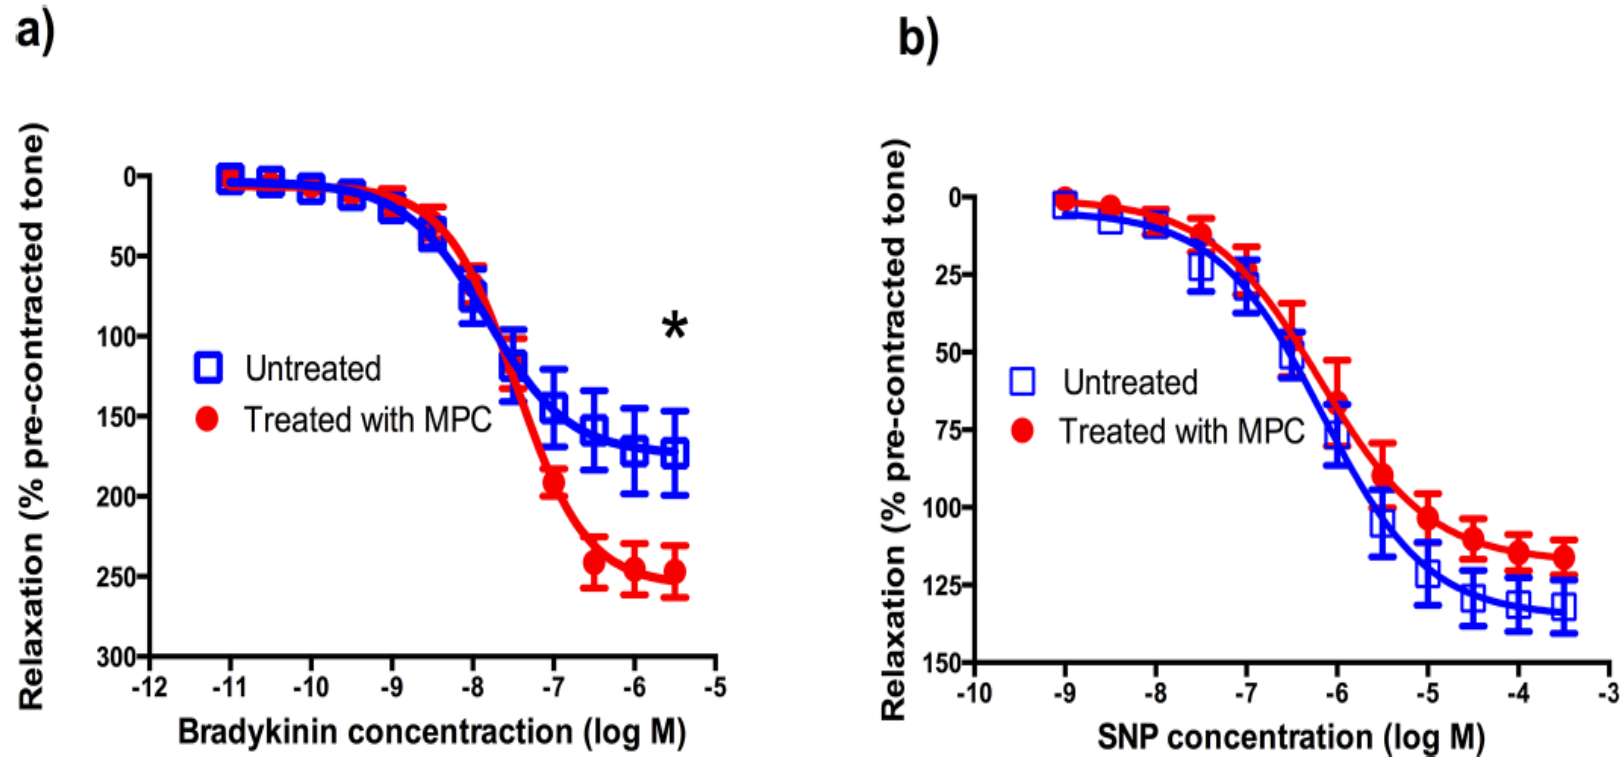 a)
Relaxation (% pre-contracted tone)
0
50
100
150
200
250
300
*
Untreated
Treated with MPC
-12 -11 -10 -9 -8 -7 -6 -5
Bradykinin concentraction (log M)
b)
Relaxation (% pre-contracted tone)
0
25
50
75
100
125
150
Untreated
Treated with MPC
-10 -9 -8 -7 -6 -5 -4 -3
SNP concentration (log M)